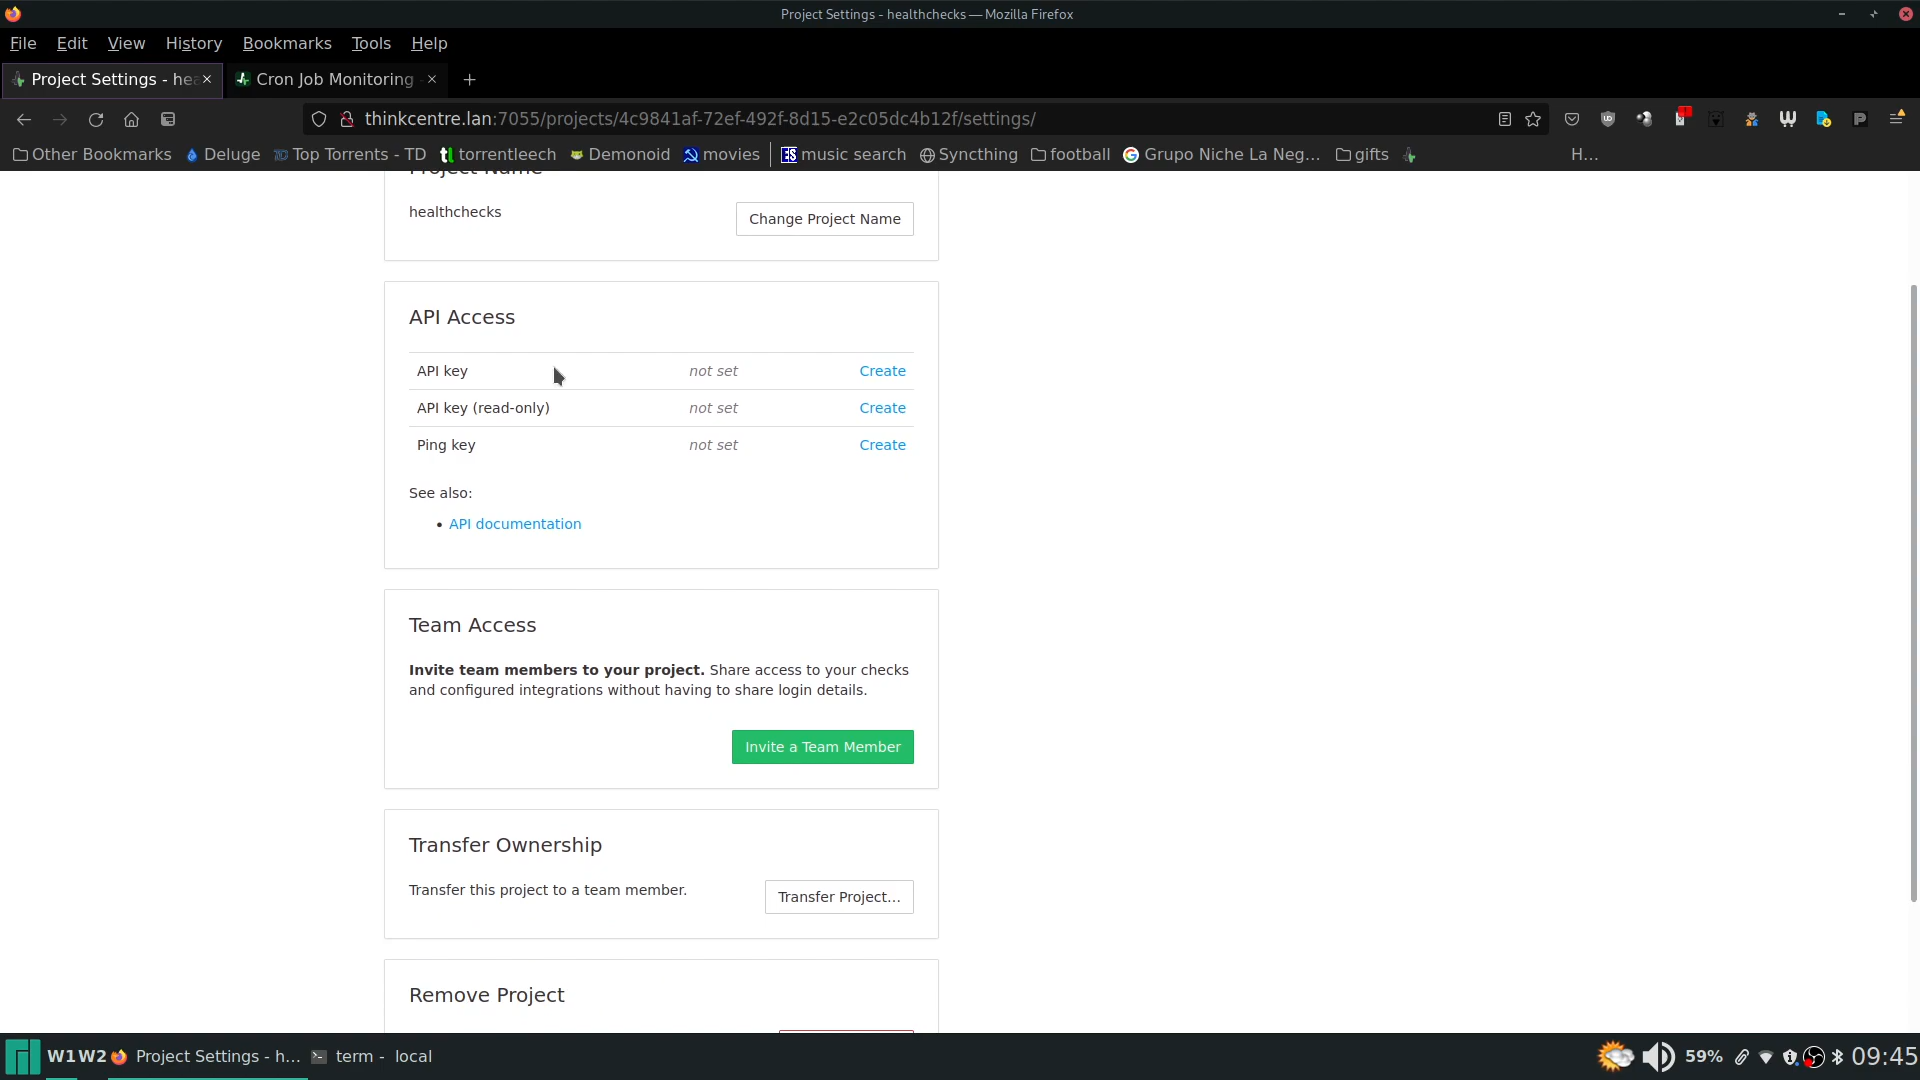 Project Settings - healthchecks — Mozilla Firefox
File Edit View History Bookmarks Tools Help
Project Settings - hea
Cron Job Monitoring -
thinkcentre.lan:7055/projects/4c9841af-72ef-492f-8d15-e2c05dc4b12f/settings/
Other Bookmarks Deluge Top Torrents - TD torrentleech Demonoid movies music search Syncthing football Grupo Niche La Neg... gifts H...
Project Name
healthchecks
Change Project Name
API Access
API key not set Create
API key (read-only) not set Create
Ping key not set Create
See also:
• API documentation
Team Access
Invite team members to your project. Share access to your checks
and configured integrations without having to share login details.
Invite a Team Member
Transfer Ownership
Transfer this project to a team member.
Transfer Project...
Remove Project
W1 W2 Project Settings - h... term - local 59% 09:45